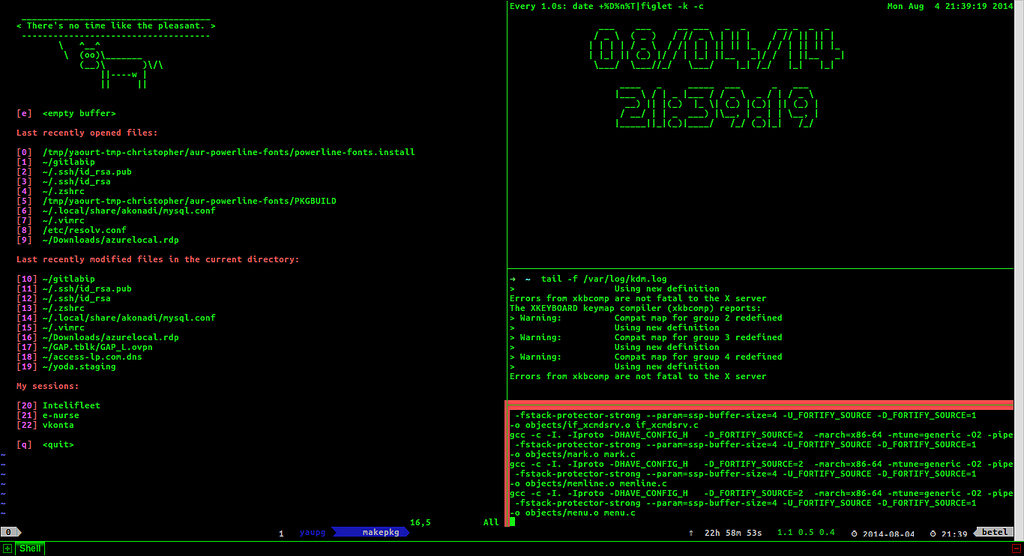 < There's no time like the pleasant. >
\   ^__^
\  (oo)\_______
(__)\       )\/\
||----w |
||     ||
[e]  <empty buffer>
Last recently opened files:
[0]  /tmp/yaourt-tmp-christopher/aur-powerline-fonts/powerline-fonts.install
[1]  ~/gitlabip
[2]  ~/.ssh/id_rsa.pub
[3]  ~/.ssh/id_rsa
[4]  ~/.zshrc
[5]  /tmp/yaourt-tmp-christopher/aur-powerline-fonts/PKGBUILD
[6]  ~/.local/share/akonadi/mysql.conf
[7]  ~/.vimrc
[8]  /etc/resolv.conf
[9]  ~/Downloads/azurelocal.rdp
Last recently modified files in the current directory:
[10] ~/gitlabip
[11] ~/.ssh/id_rsa.pub
[12] ~/.ssh/id_rsa
[13] ~/.zshrc
[14] ~/.local/share/akonadi/mysql.conf
[15] ~/.vimrc
[16] ~/Downloads/azurelocal.rdp
[17] ~/GAP.tblk/GAP_L.ovpn
[18] ~/access-lp.com.dns
[19] ~/yoda.staging
My sessions:
[20] Intelifleet
[21] e-nurse
[22] vkonta
[q]  <quit>
~
~
~
~
~
~
~
16,5 All
Every 1.0s: date +%D%n%T|figlet -k -c Mon Aug  4 21:39:19 2014
08/04/14
21:39:19
→  ~  tail -f /var/log/kdm.log
>                   Using new definition
Errors from xkbcomp are not fatal to the X server
The XKEYBOARD keymap compiler (xkbcomp) reports:
> Warning:          Compat map for group 2 redefined
>                   Using new definition
> Warning:          Compat map for group 3 redefined
>                   Using new definition
> Warning:          Compat map for group 4 redefined
>                   Using new definition
Errors from xkbcomp are not fatal to the X server
-fstack-protector-strong --param=ssp-buffer-size=4 -U_FORTIFY_SOURCE -D_FORTIFY_SOURCE=1
-o objects/if_xcmdsrv.o if_xcmdsrv.c
gcc -c -I. -Iproto -DHAVE_CONFIG_H   -D_FORTIFY_SOURCE=2  -march=x86-64 -mtune=generic -O2 -pipe
-fstack-protector-strong --param=ssp-buffer-size=4 -U_FORTIFY_SOURCE -D_FORTIFY_SOURCE=1
-o objects/mark.o mark.c
gcc -c -I. -Iproto -DHAVE_CONFIG_H   -D_FORTIFY_SOURCE=2  -march=x86-64 -mtune=generic -O2 -pipe
-fstack-protector-strong --param=ssp-buffer-size=4 -U_FORTIFY_SOURCE -D_FORTIFY_SOURCE=1
-o objects/memline.o memline.c
gcc -c -I. -Iproto -DHAVE_CONFIG_H   -D_FORTIFY_SOURCE=2  -march=x86-64 -mtune=generic -O2 -pipe
-fstack-protector-strong --param=ssp-buffer-size=4 -U_FORTIFY_SOURCE -D_FORTIFY_SOURCE=1
-o objects/menu.o menu.c
0 1 yaupg makepkg ↑ 22h 58m 53s 1.1 0.5 0.4 2014-08-04 21:39 betel
Shell